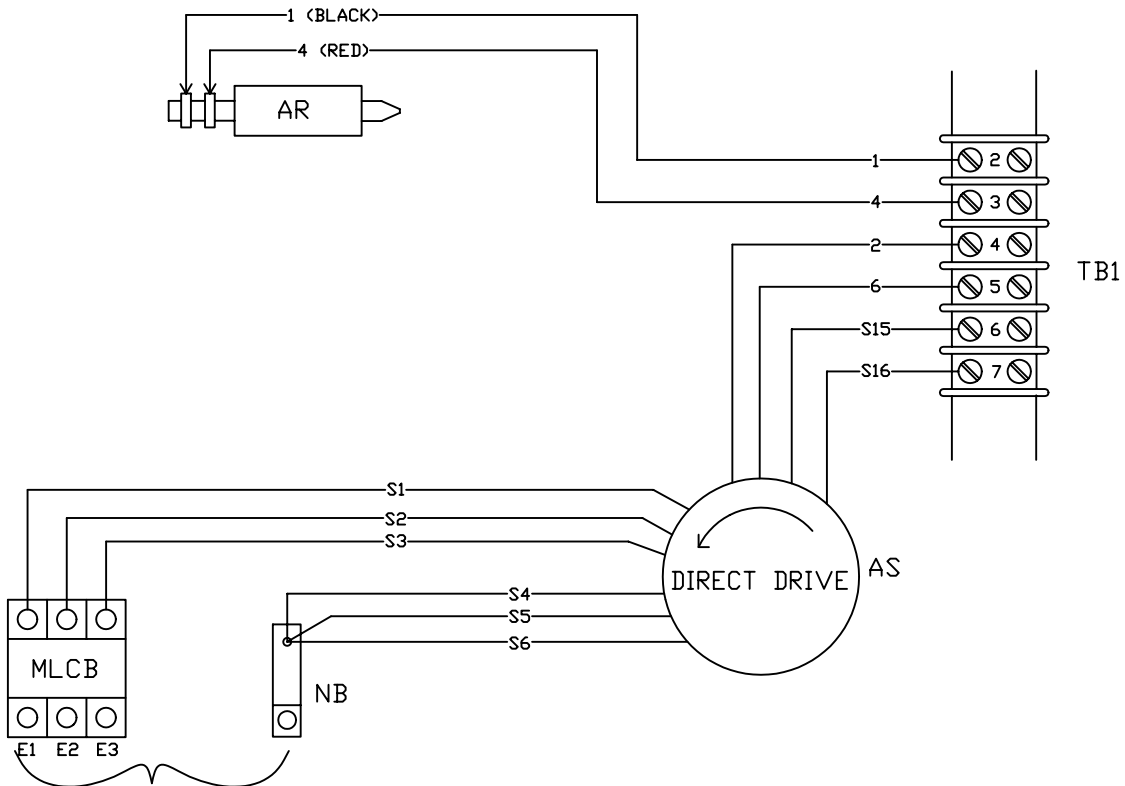 1 (BLACK)
4 (RED)
AR
1
2
4
3
TB1
2
4
6
5
S15
6
S16
7
S1
S2
S3
AS
DIRECT DRIVE
S4
S5
S6
MLCB
NB
E1 E2 E3